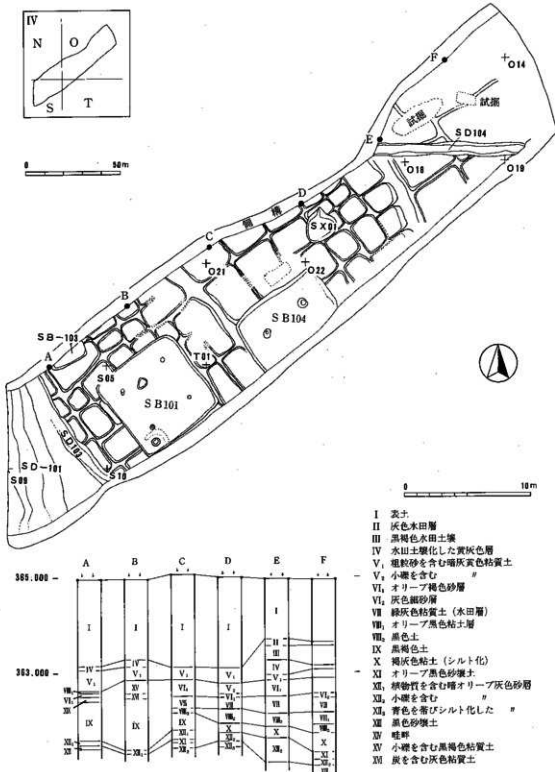 IV
N O
S T
0 50m
F
O14
試掘
試掘
SD104
E
O18
O19
D
側溝
SX01
C
O21
O22
B
SB104
SB-103
A
S05
T01
SB101
SD102
SD-101
S09
S10
0 10m
A B C D E F
365.000
363.000
I 表土
II 灰色水田層
III 黒褐色水田土壌
IV 水田土壌化した黄灰色層
V₁ 粗粒砂を含む暗灰黄色粘質土
V₂ 小礫を含む 〃
VI₁ オリーブ褐色砂層
VI₂ 灰色細砂層
VII 緑灰色粘質土（水田層）
VIII₁ オリーブ黒色粘土層
VIII₂ 黒色土
IX 黒褐色土
X 褐灰色粘土（シルト化）
XI オリーブ黒色砂壌土
XII₁ 植物質を含む暗オリーブ灰色砂層
XII₂ 小礫を含む 〃
XII₃ 青色を帯びシルト化した 〃
XIII 黒色砂壌土
XIV 畦畔
XV 小礫を含む黒褐色粘質土
XVI 炭を含む灰色粘質土